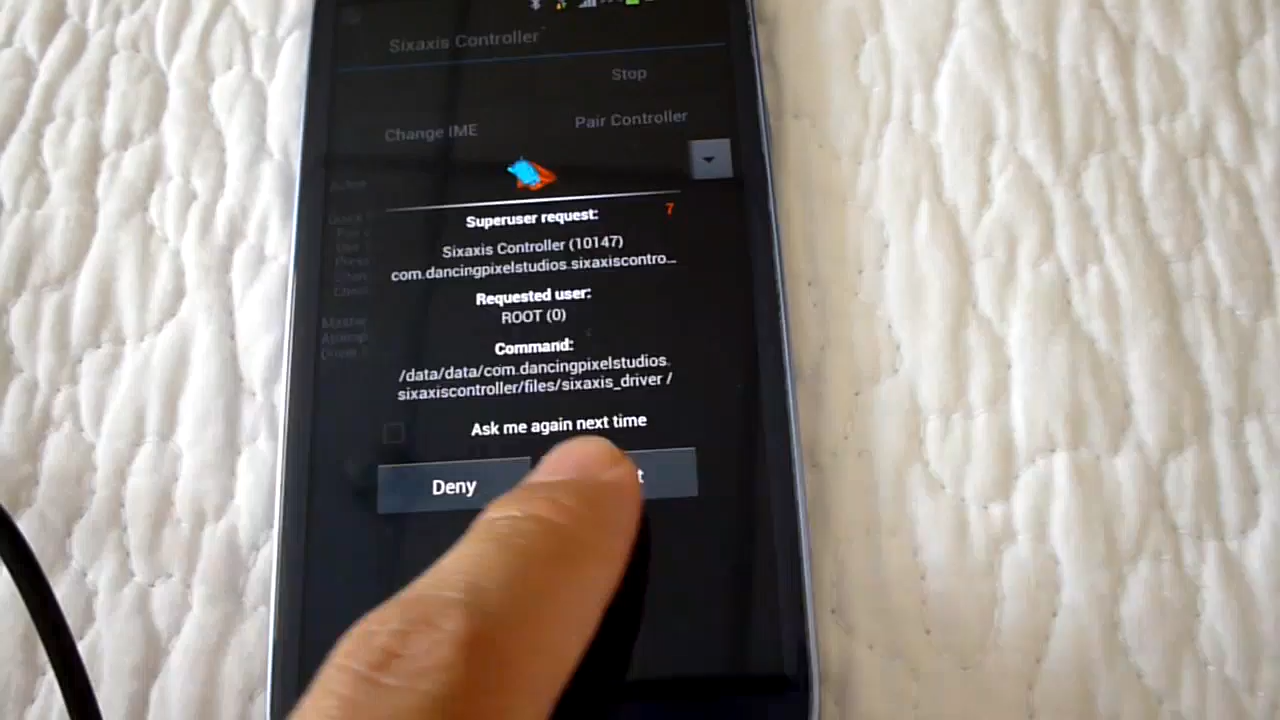 Sixaxis Controller
Stop
Change IME
Pair Controller
Superuser request:
7
Sixaxis Controller (10147)
com.dancingpixelstudios.sixaxiscontro...
Requested user:
ROOT (0)
Command:
/data/data/com.dancingpixelstudios.
sixaxiscontroller/files/sixaxis_driver /
Ask me again next time
Deny